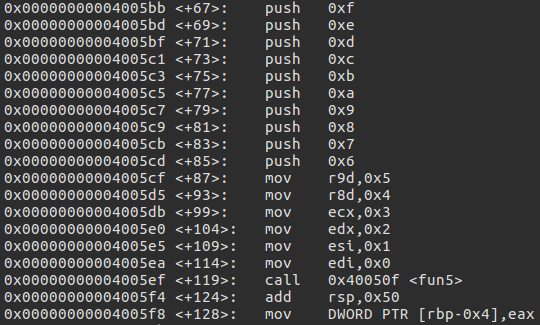 0x00000000004005bb <+67>: push 0xf
0x00000000004005bd <+69>: push 0xe
0x00000000004005bf <+71>: push 0xd
0x00000000004005c1 <+73>: push 0xc
0x00000000004005c3 <+75>: push 0xb
0x00000000004005c5 <+77>: push 0xa
0x00000000004005c7 <+79>: push 0x9
0x00000000004005c9 <+81>: push 0x8
0x00000000004005cb <+83>: push 0x7
0x00000000004005cd <+85>: push 0x6
0x00000000004005cf <+87>: mov r9d,0x5
0x00000000004005d5 <+93>: mov r8d,0x4
0x00000000004005db <+99>: mov ecx,0x3
0x00000000004005e0 <+104>: mov edx,0x2
0x00000000004005e5 <+109>: mov esi,0x1
0x00000000004005ea <+114>: mov edi,0x0
0x00000000004005ef <+119>: call 0x40050f <fun5>
0x00000000004005f4 <+124>: add rsp,0x50
0x00000000004005f8 <+128>: mov DWORD PTR [rbp-0x4],eax